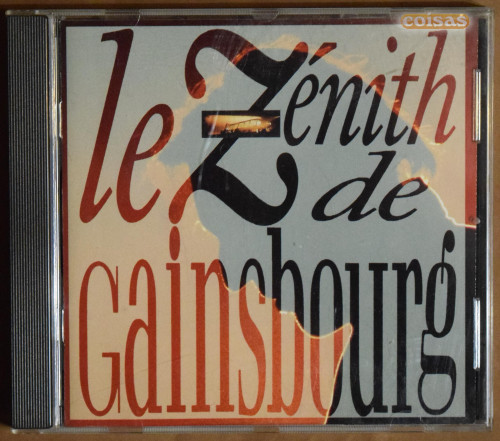 coisas
le Zénith
de
Gainsbourg